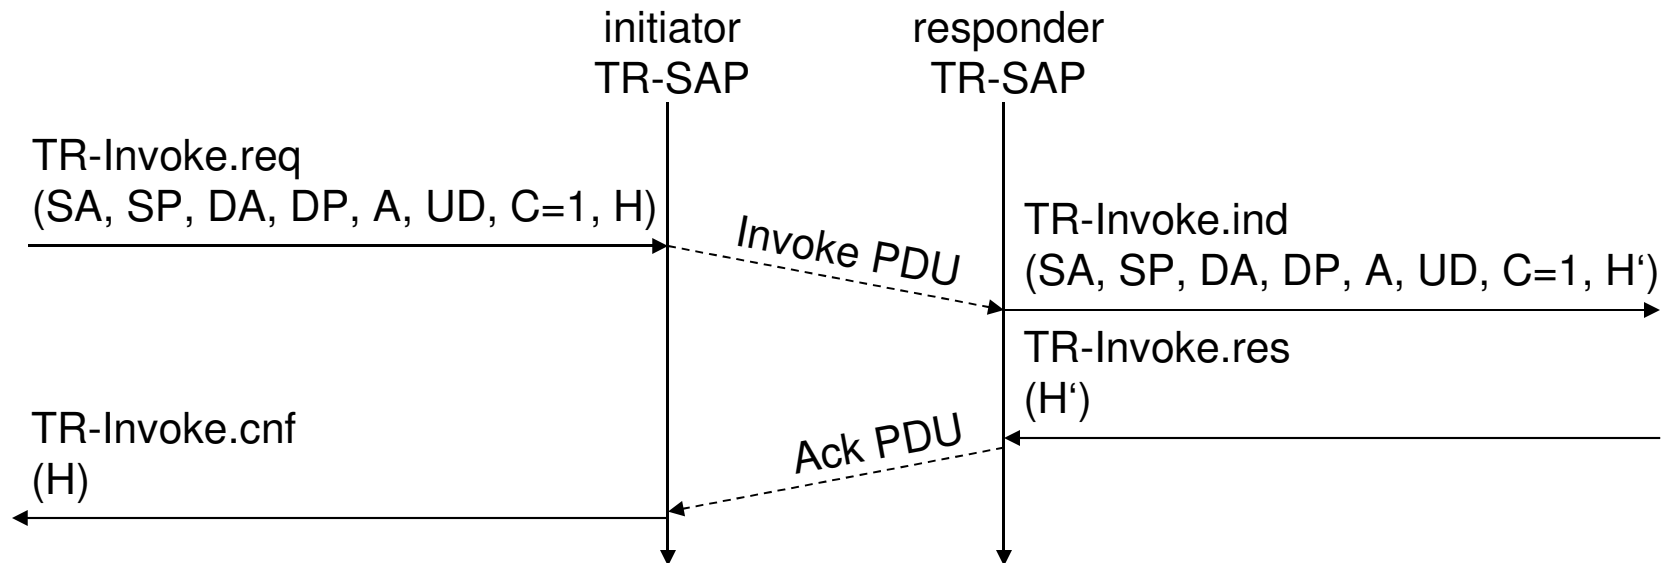 initiator
TR-SAP
responder
TR-SAP
TR-Invoke.req
(SA, SP, DA, DP, A, UD, C=1, H)
Invoke PDU
TR-Invoke.ind
(SA, SP, DA, DP, A, UD, C=1, H‘)
TR-Invoke.res
(H‘)
Ack PDU
TR-Invoke.cnf
(H)